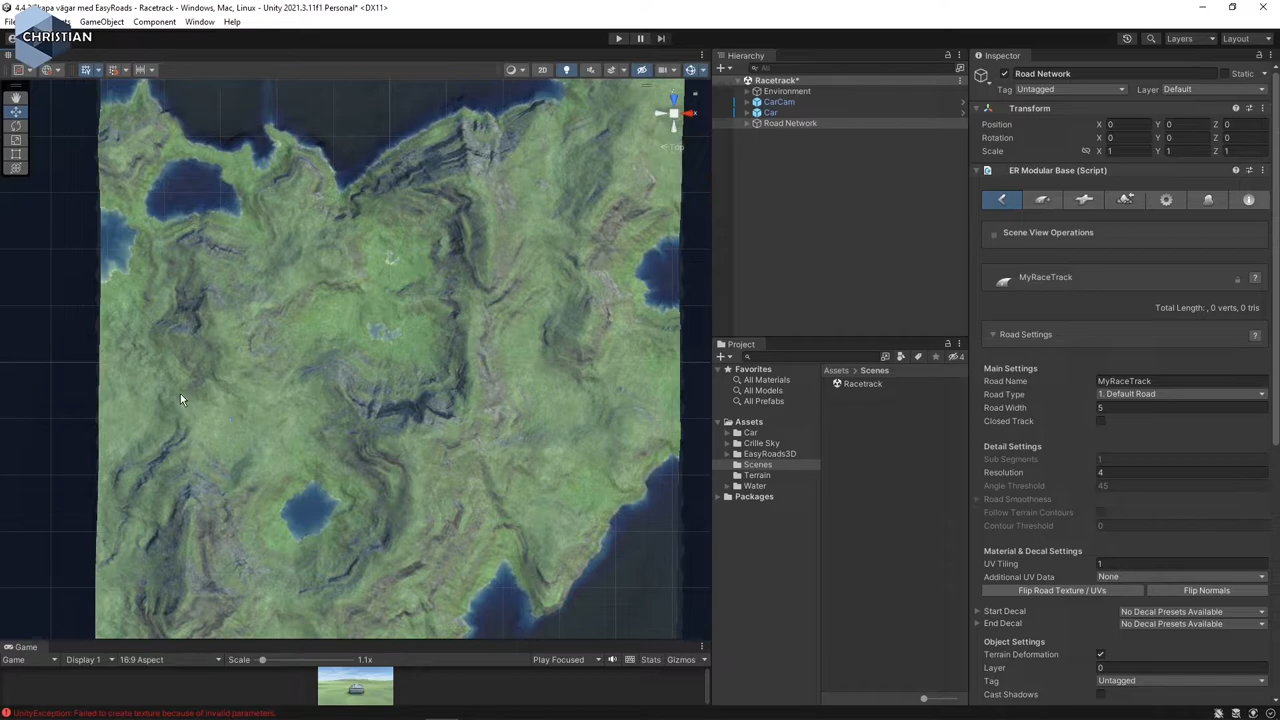 4.4.2 Skapa vägar med EasyRoads - Racetrack - Windows, Mac, Linux - Unity 2021.3.11f1 Personal* <DX11>
GameObject Component Window Help
CHRISTIAN
Layers Layout
2D
Top
Hierarchy
All
Racetrack*
Environment
CarCam
Car
Road Network
Project
4
Favorites
All Materials
All Models
All Prefabs
Assets
Car
Crille Sky
EasyRoads3D
Scenes
Terrain
Water
Packages
Assets > Scenes
Racetrack
Inspector
Road Network Static
Tag Untagged Layer Default
Transform
Position X 0 Y 0 Z 0
Rotation X 0 Y 0 Z 0
Scale X 1 Y 1 Z 1
ER Modular Base (Script)
Scene View Operations
MyRaceTrack ?
Total Length: , 0 verts, 0 tris
Road Settings ?
Main Settings
Road Name MyRaceTrack
Road Type 1. Default Road
Road Width 5
Closed Track
Detail Settings
Sub Segments 1
Resolution 4
Angle Threshold 45
Road Smoothness
Follow Terrain Contours
Contour Threshold 0
Material & Decal Settings
UV Tiling 1
Additional UV Data None
Flip Road Texture / UVs Flip Normals
Start Decal No Decal Presets Available
End Decal No Decal Presets Available
Object Settings
Terrain Deformation
Layer 0
Tag Untagged
Cast Shadows
Game
Game Display 1 16:9 Aspect Scale 1.1x Play Focused Stats Gizmos
UnityException: Failed to create texture because of invalid parameters.